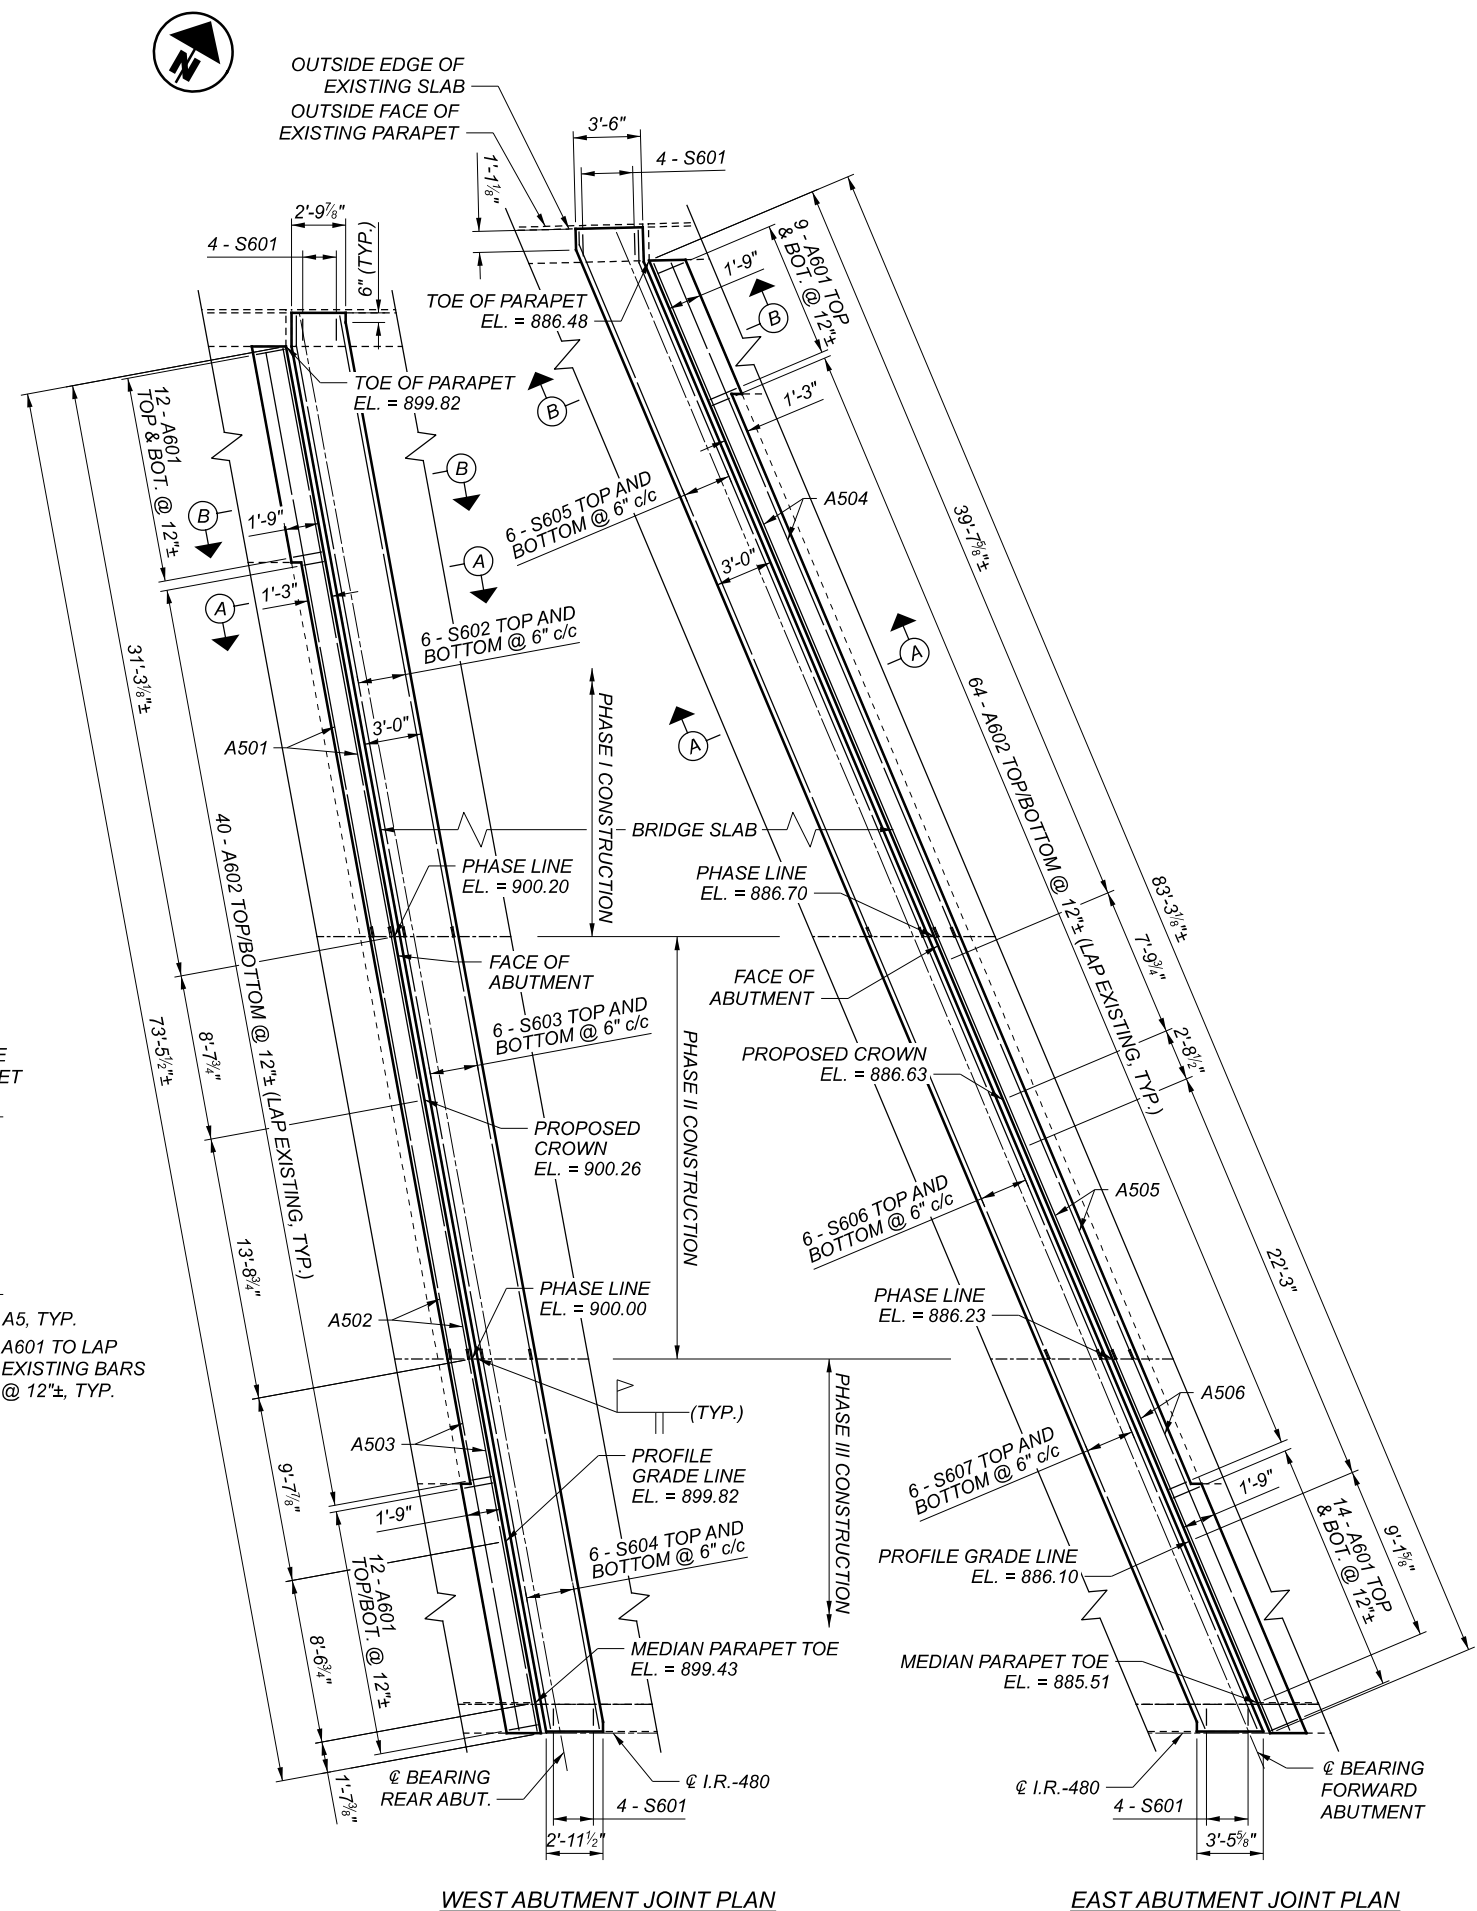 N
OUTSIDE EDGE OF
EXISTING SLAB
OUTSIDE FACE OF
EXISTING PARAPET
3'-6"
4 - S601
1'-1⅛"
2'-9⅞"
4 - S601
6" (TYP.)
9 - A601 TOP
& BOT. @ 12"±
1'-9"
B
TOE OF PARAPET
EL. = 886.48
TOE OF PARAPET
EL. = 899.82
B
1'-3"
12 - A601
TOP & BOT. @ 12"±
B
B
1'-9"
6 - S605 TOP AND
BOTTOM @ 6" c/c
A504
39'-7⅝"±
A
3'-0"
A
1'-3"
6 - S602 TOP AND
BOTTOM @ 6" c/c
A
31'-3⅛"±
PHASE I CONSTRUCTION
3'-0"
A501
A
64 - A602 TOP/BOTTOM @ 12"± (LAP EXISTING, TYP.)
BRIDGE SLAB
40 - A602 TOP/BOTTOM @ 12"± (LAP EXISTING, TYP.)
PHASE LINE
EL. = 900.20
PHASE LINE
EL. = 886.70
83'-3⅛"±
FACE OF
ABUTMENT
FACE OF
ABUTMENT
7'-9¾"
6 - S603 TOP AND
BOTTOM @ 6" c/c
73'-5½"±
8'-7¾"
PHASE II CONSTRUCTION
PROPOSED CROWN
EL. = 886.63
2'-8½"
E
ET
PROPOSED
CROWN
EL. = 900.26
6 - S606 TOP AND
BOTTOM @ 6" c/c
A505
13'-8¾"
22'-3"
PHASE LINE
EL. = 900.00
PHASE LINE
EL. = 886.23
A502
A5, TYP.
A601 TO LAP
EXISTING BARS
@ 12"±, TYP.
(TYP.)
PHASE III CONSTRUCTION
A506
A503
PROFILE
GRADE LINE
EL. = 899.82
6 - S607 TOP AND
BOTTOM @ 6" c/c
1'-9"
9'-7⅞"
1'-9"
6 - S604 TOP AND
BOTTOM @ 6" c/c
14 - A601 TOP
& BOT. @ 12"±
9'-1⅝"
12 - A601
TOP/BOT. @ 12"±
PROFILE GRADE LINE
EL. = 886.10
8'-6¾"
MEDIAN PARAPET TOE
EL. = 899.43
MEDIAN PARAPET TOE
EL. = 885.51
1'-7⅜"
℄ BEARING
REAR ABUT.
℄ I.R.-480
4 - S601
2'-11½"
℄ I.R.-480
4 - S601
3'-5⅝"
℄ BEARING
FORWARD
ABUTMENT
WEST ABUTMENT JOINT PLAN
EAST ABUTMENT JOINT PLAN